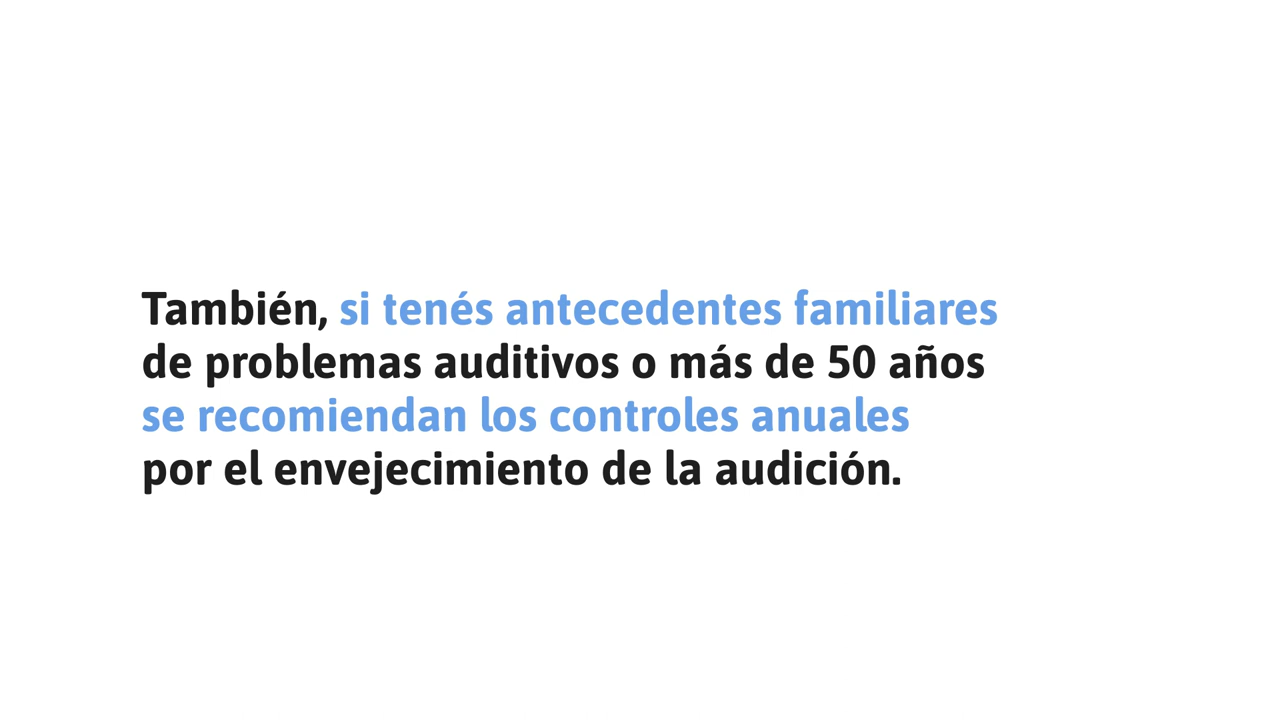 También, si tenés antecedentes familiares
de problemas auditivos o más de 50 años
se recomiendan los controles anuales
por el envejecimiento de la audición.